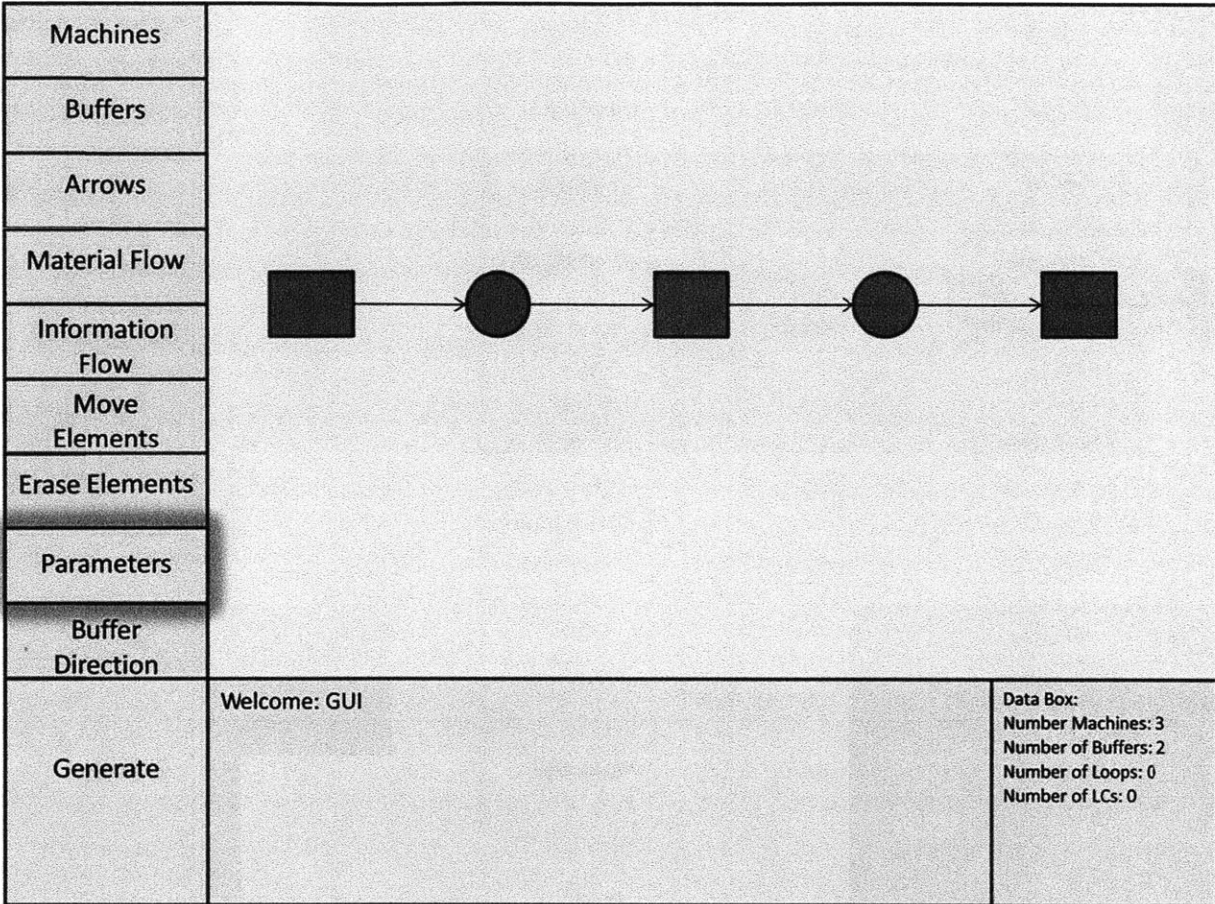 Machines
Buffers
Arrows
Material Flow
Information
Flow
Move
Elements
Erase Elements
Parameters
Buffer
Direction
Generate
Welcome: GUI
Data Box:
Number Machines: 3
Number of Buffers: 2
Number of Loops: 0
Number of LCs: 0